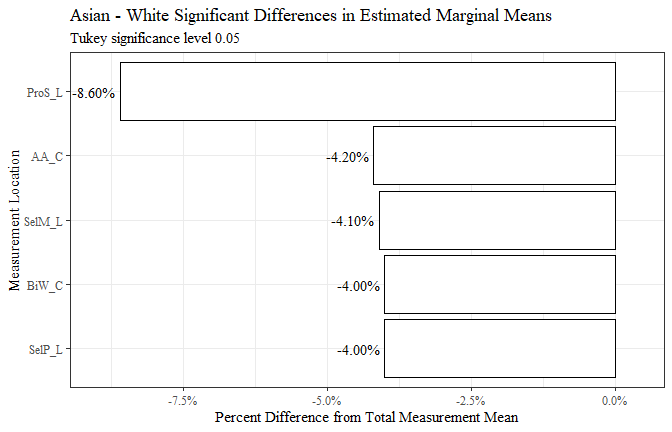 Asian - White Significant Differences in Estimated Marginal Means
Tukey significance level 0.05
Measurement Location
ProS_L
-8.60%
AA_C
-4.20%
SelM_L
-4.10%
BiW_C
-4.00%
SelP_L
-4.00%
-7.5%
-5.0%
-2.5%
0.0%
Percent Difference from Total Measurement Mean